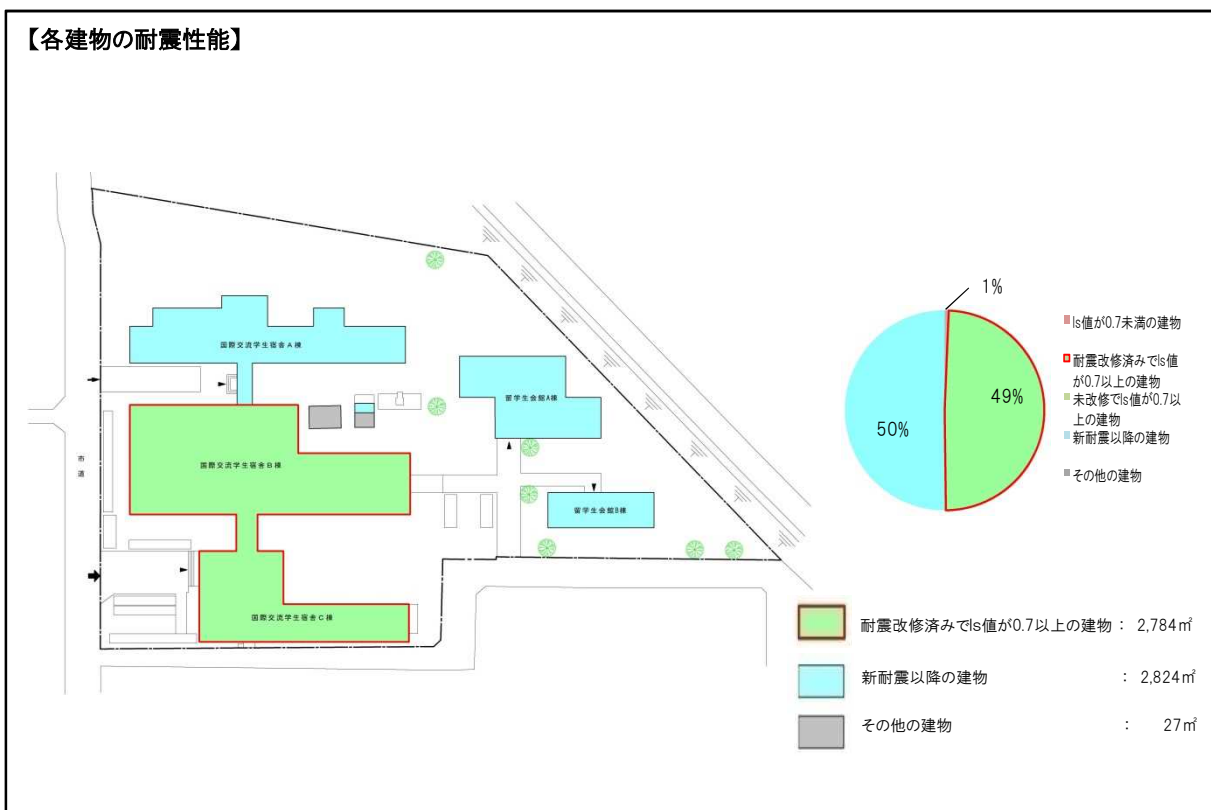 【各建物の耐震性能】
国際交流学生宿舎A棟
留学生会館A棟
国際交流学生宿舎B棟
市道
留学生会館B棟
国際交流学生宿舎C棟
1%
49%
50%
Is値が0.7未満の建物
耐震改修済みでIs値
が0.7以上の建物
未改修でIs値が0.7以
上の建物
新耐震以降の建物
その他の建物
耐震改修済みでIs値が0.7以上の建物： 2,784㎡
新耐震以降の建物 ： 2,824㎡
その他の建物 ： 27㎡